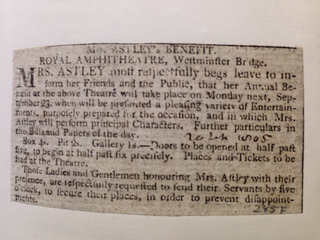 Mrs. ASTLEY's BENEFIT.
ROYAL AMPHITHEATRE, Westminster Bridge.
MRS. ASTLEY most respectfully begs leave to in-
form her Friends and the Public, that her Annual Be-
nefit at the above Theatre will take place on Monday next, Sep-
tember 23, when will be presented a pleasing variety of Entertain-
ments, purposely prepared for the occasion, and in which Mrs.
Astley will perform principal Characters. Further particulars in
the Bills and Papers of the day.
Box 4s. Pit 2s. Gallery 1s.—Doors to be opened at half past
five, to begin at half past six precisely. Places and Tickets to be
had at the Theatre.
Those Ladies and Gentlemen honouring Mrs. Astley with their
presence, are respectfully requested to send their Servants by five
o'clock, to secure their places, in order to prevent disappoint-
ments.